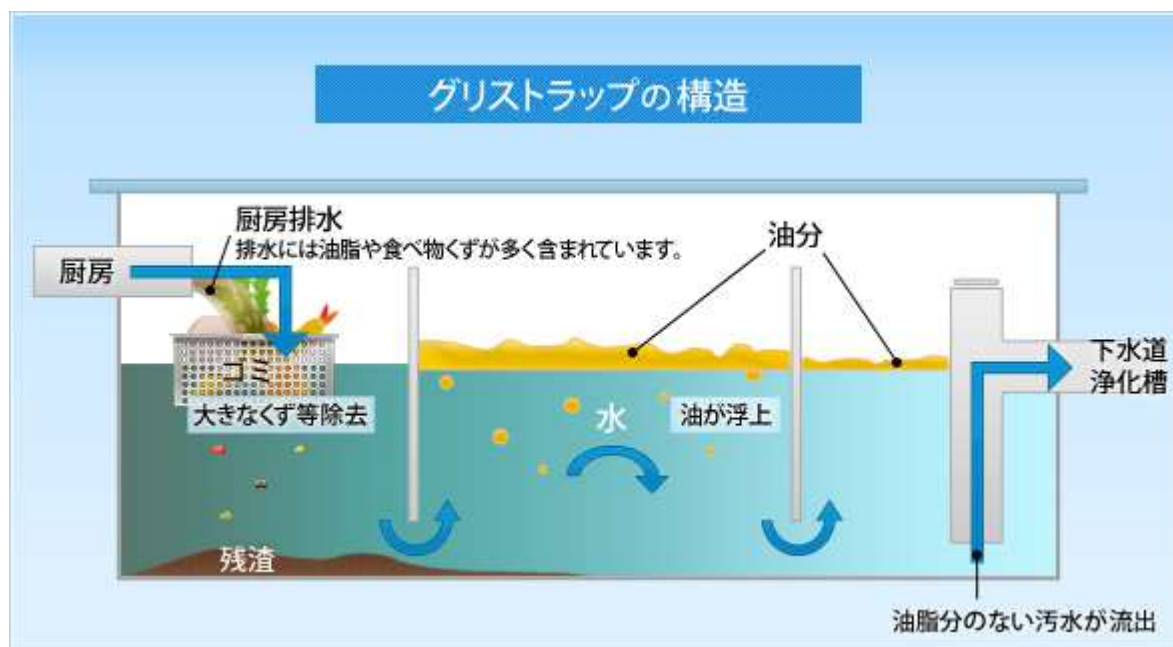 グリストラップの構造
厨房排水
排水には油脂や食べ物くずが多く含まれています。
油分
厨房
ゴミ
大きなくず等除去
水
油が浮上
下水道
浄化槽
残渣
油脂分のない汚水が流出